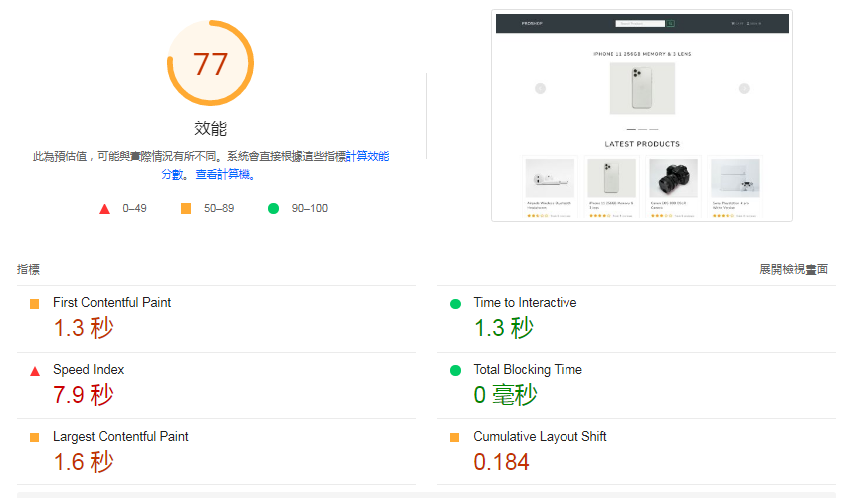 77
效能
此為預估值，可能與實際情況有所不同。系統會直接根據這些指標計算效能
分數。查看計算機。
0–49
50–89
90–100
PROSHOP
IPHONE 11 256GB MEMORY & 3 LENS
LATEST PRODUCTS
指標
展開檢視畫面
First Contentful Paint
1.3 秒
Time to Interactive
1.3 秒
Speed Index
7.9 秒
Total Blocking Time
0 毫秒
Largest Contentful Paint
1.6 秒
Cumulative Layout Shift
0.184